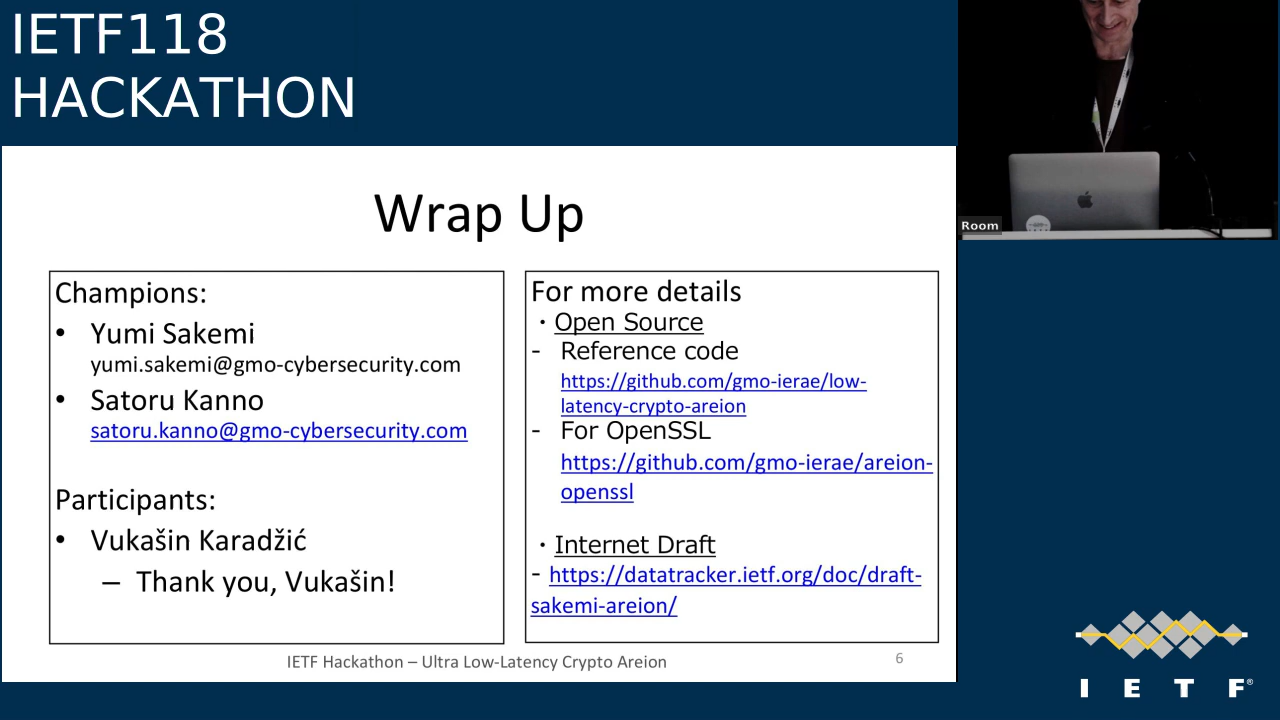 IETF118
HACKATHON
Room
Wrap Up
Champions:
• Yumi Sakemi
yumi.sakemi@gmo-cybersecurity.com
• Satoru Kanno
satoru.kanno@gmo-cybersecurity.com
Participants:
• Vukašin Karadžić
– Thank you, Vukašin!
For more details
・Open Source
- Reference code
https://github.com/gmo-ierae/low-
latency-crypto-areion
- For OpenSSL
https://github.com/gmo-ierae/areion-
openssl
・Internet Draft
- https://datatracker.ietf.org/doc/draft-
sakemi-areion/
IETF Hackathon – Ultra Low-Latency Crypto Areion
6
I E T F®